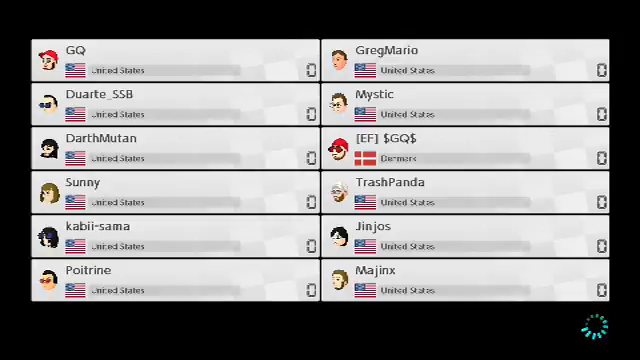 GQ
United States 0
GregMario
United States 0
Duarte_SSB
United States 0
Mystic
United States 0
DarthMutan
United States 0
[EF] $GQ$
Denmark 0
Sunny
United States 0
TrashPanda
United States 0
kabii-sama
United States 0
Jinjos
United States 0
Poitrine
United States 0
Majinx
United States 0